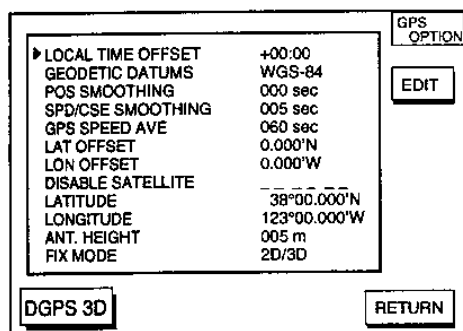 GPS
OPTION
LOCAL TIME OFFSET +00:00
GEODETIC DATUMS WGS-84
POS SMOOTHING 000 sec
SPD/CSE SMOOTHING 005 sec
GPS SPEED AVE 060 sec
LAT OFFSET 0.000'N
LON OFFSET 0.000'W
DISABLE SATELLITE _ _ _ _ _ _
LATITUDE 38°00.000'N
LONGITUDE 123°00.000'W
ANT. HEIGHT 005 m
FIX MODE 2D/3D
EDIT
DGPS 3D
RETURN